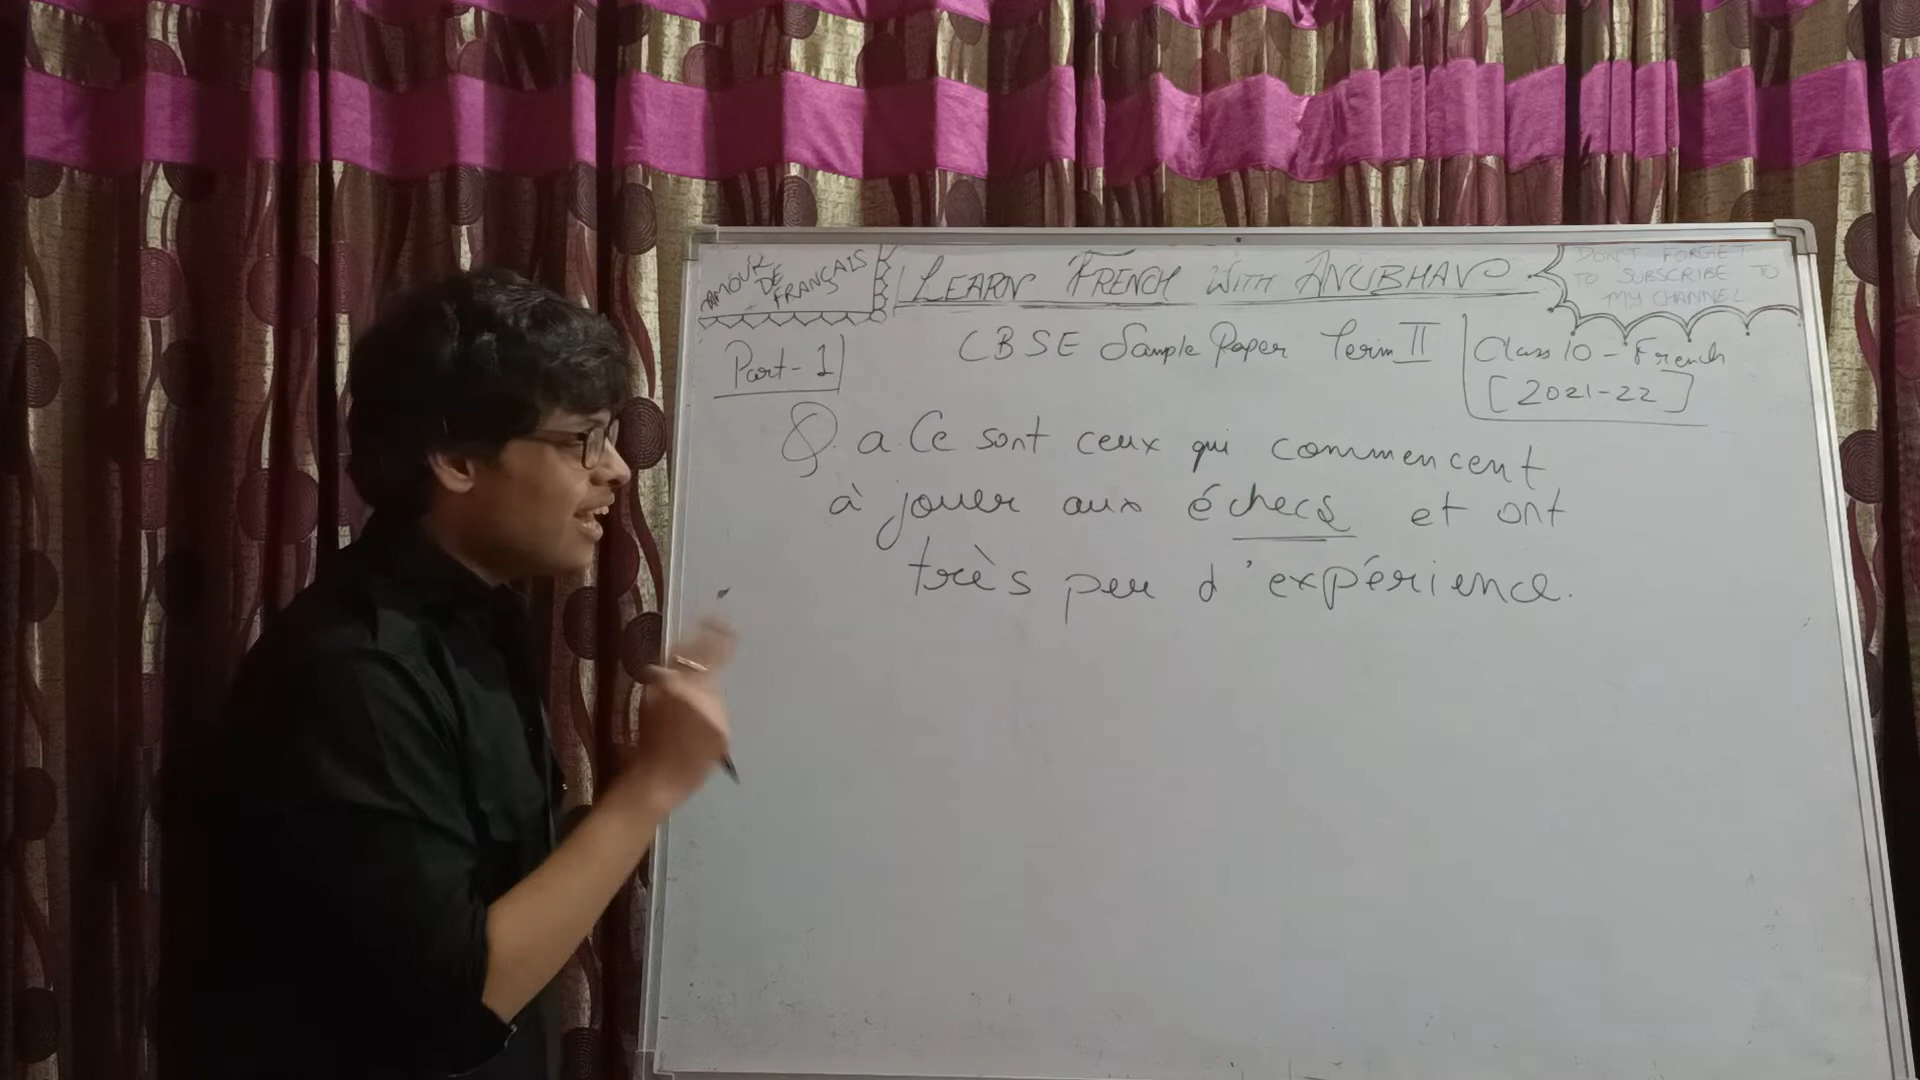 AMOUR
DE
FRANÇAIS
LEARN FRENCH WITH ANUBHAV
DON'T FORGET
TO SUBSCRIBE TO
MY CHANNEL
Part-1
CBSE Sample Paper Term II
Class 10 - French
[2021-22]
Q. a. Ce sont ceux qui commencent
à jouer aux échecs et ont
très peu d'expérience.